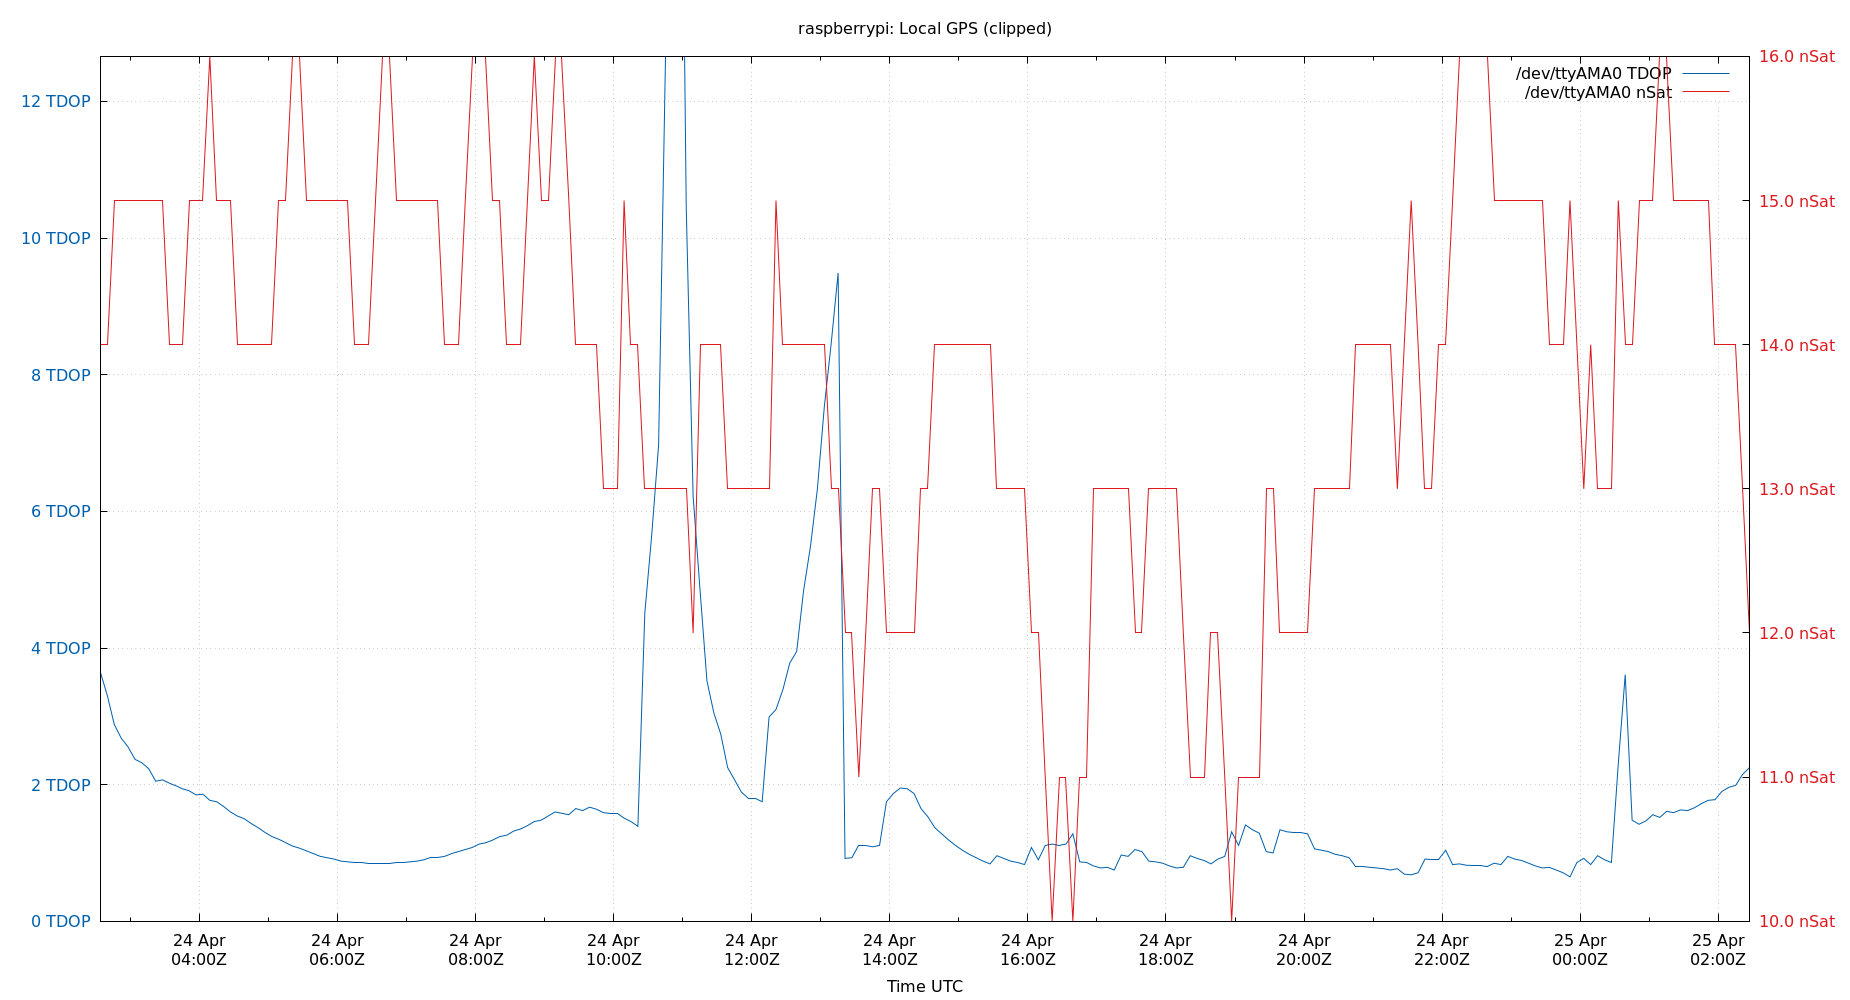 raspberrypi: Local GPS (clipped)
/dev/ttyAMA0 TDOP
/dev/ttyAMA0 nSat
12 TDOP
10 TDOP
8 TDOP
6 TDOP
4 TDOP
2 TDOP
0 TDOP
16.0 nSat
15.0 nSat
14.0 nSat
13.0 nSat
12.0 nSat
11.0 nSat
10.0 nSat
24 Apr
04:00Z
24 Apr
06:00Z
24 Apr
08:00Z
24 Apr
10:00Z
24 Apr
12:00Z
24 Apr
14:00Z
24 Apr
16:00Z
24 Apr
18:00Z
24 Apr
20:00Z
24 Apr
22:00Z
25 Apr
00:00Z
25 Apr
02:00Z
Time UTC